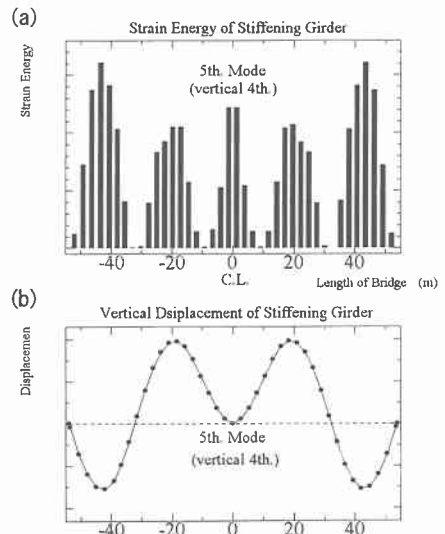 (a)
Strain Energy of Stiffening Girder
Strain Energy
5th. Mode
(vertical 4th.)
-40 -20 0 20 40
C.L. Length of Bridge (m)
(b)
Vertical Dsiplacement of Stiffening Girder
Displacemen
5th. Mode
(vertical 4th.)
-40 -20 0 20 40